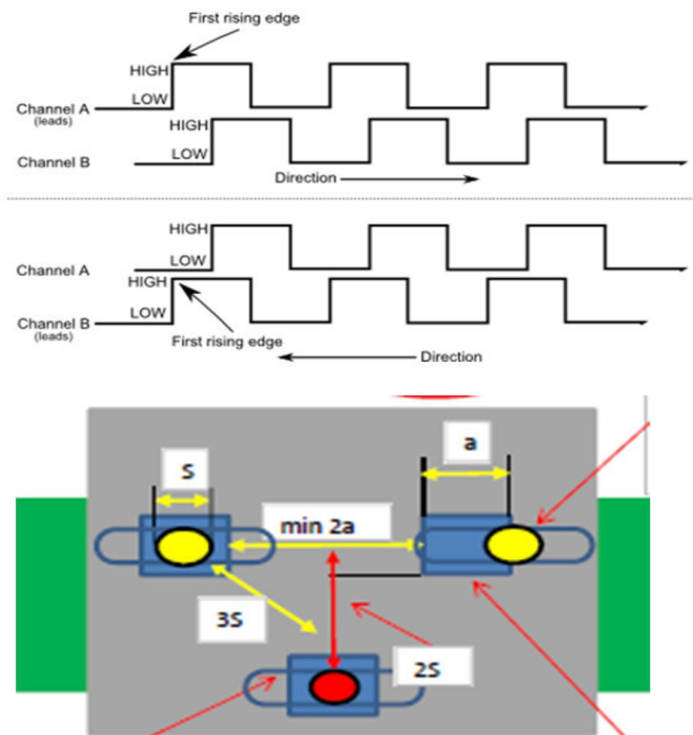 First rising edge
HIGH
LOW
Channel A
(leads)
HIGH
LOW
Channel B
Direction
HIGH
LOW
Channel A
HIGH
LOW
Channel B
(leads)
First rising edge
Direction
S
a
min 2a
3S
2S